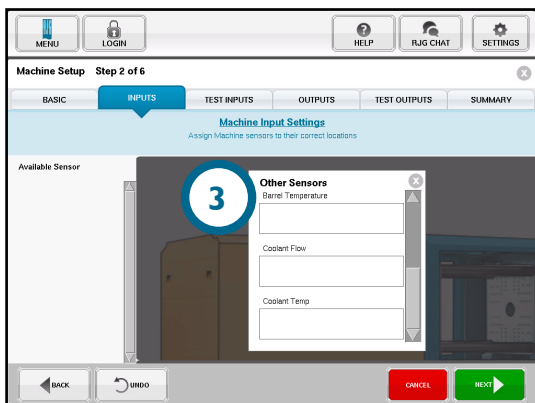 MENU
LOGIN
HELP
RJG CHAT
SETTINGS
Machine Setup Step 2 of 6
BASIC
INPUTS
TEST INPUTS
OUTPUTS
TEST OUTPUTS
SUMMARY
Machine Input Settings
Assign Machine sensors to their correct locations
Available Sensor
3
Other Sensors
Barrel Temperature
Coolant Flow
Coolant Temp
BACK
UNDO
CANCEL
NEXT